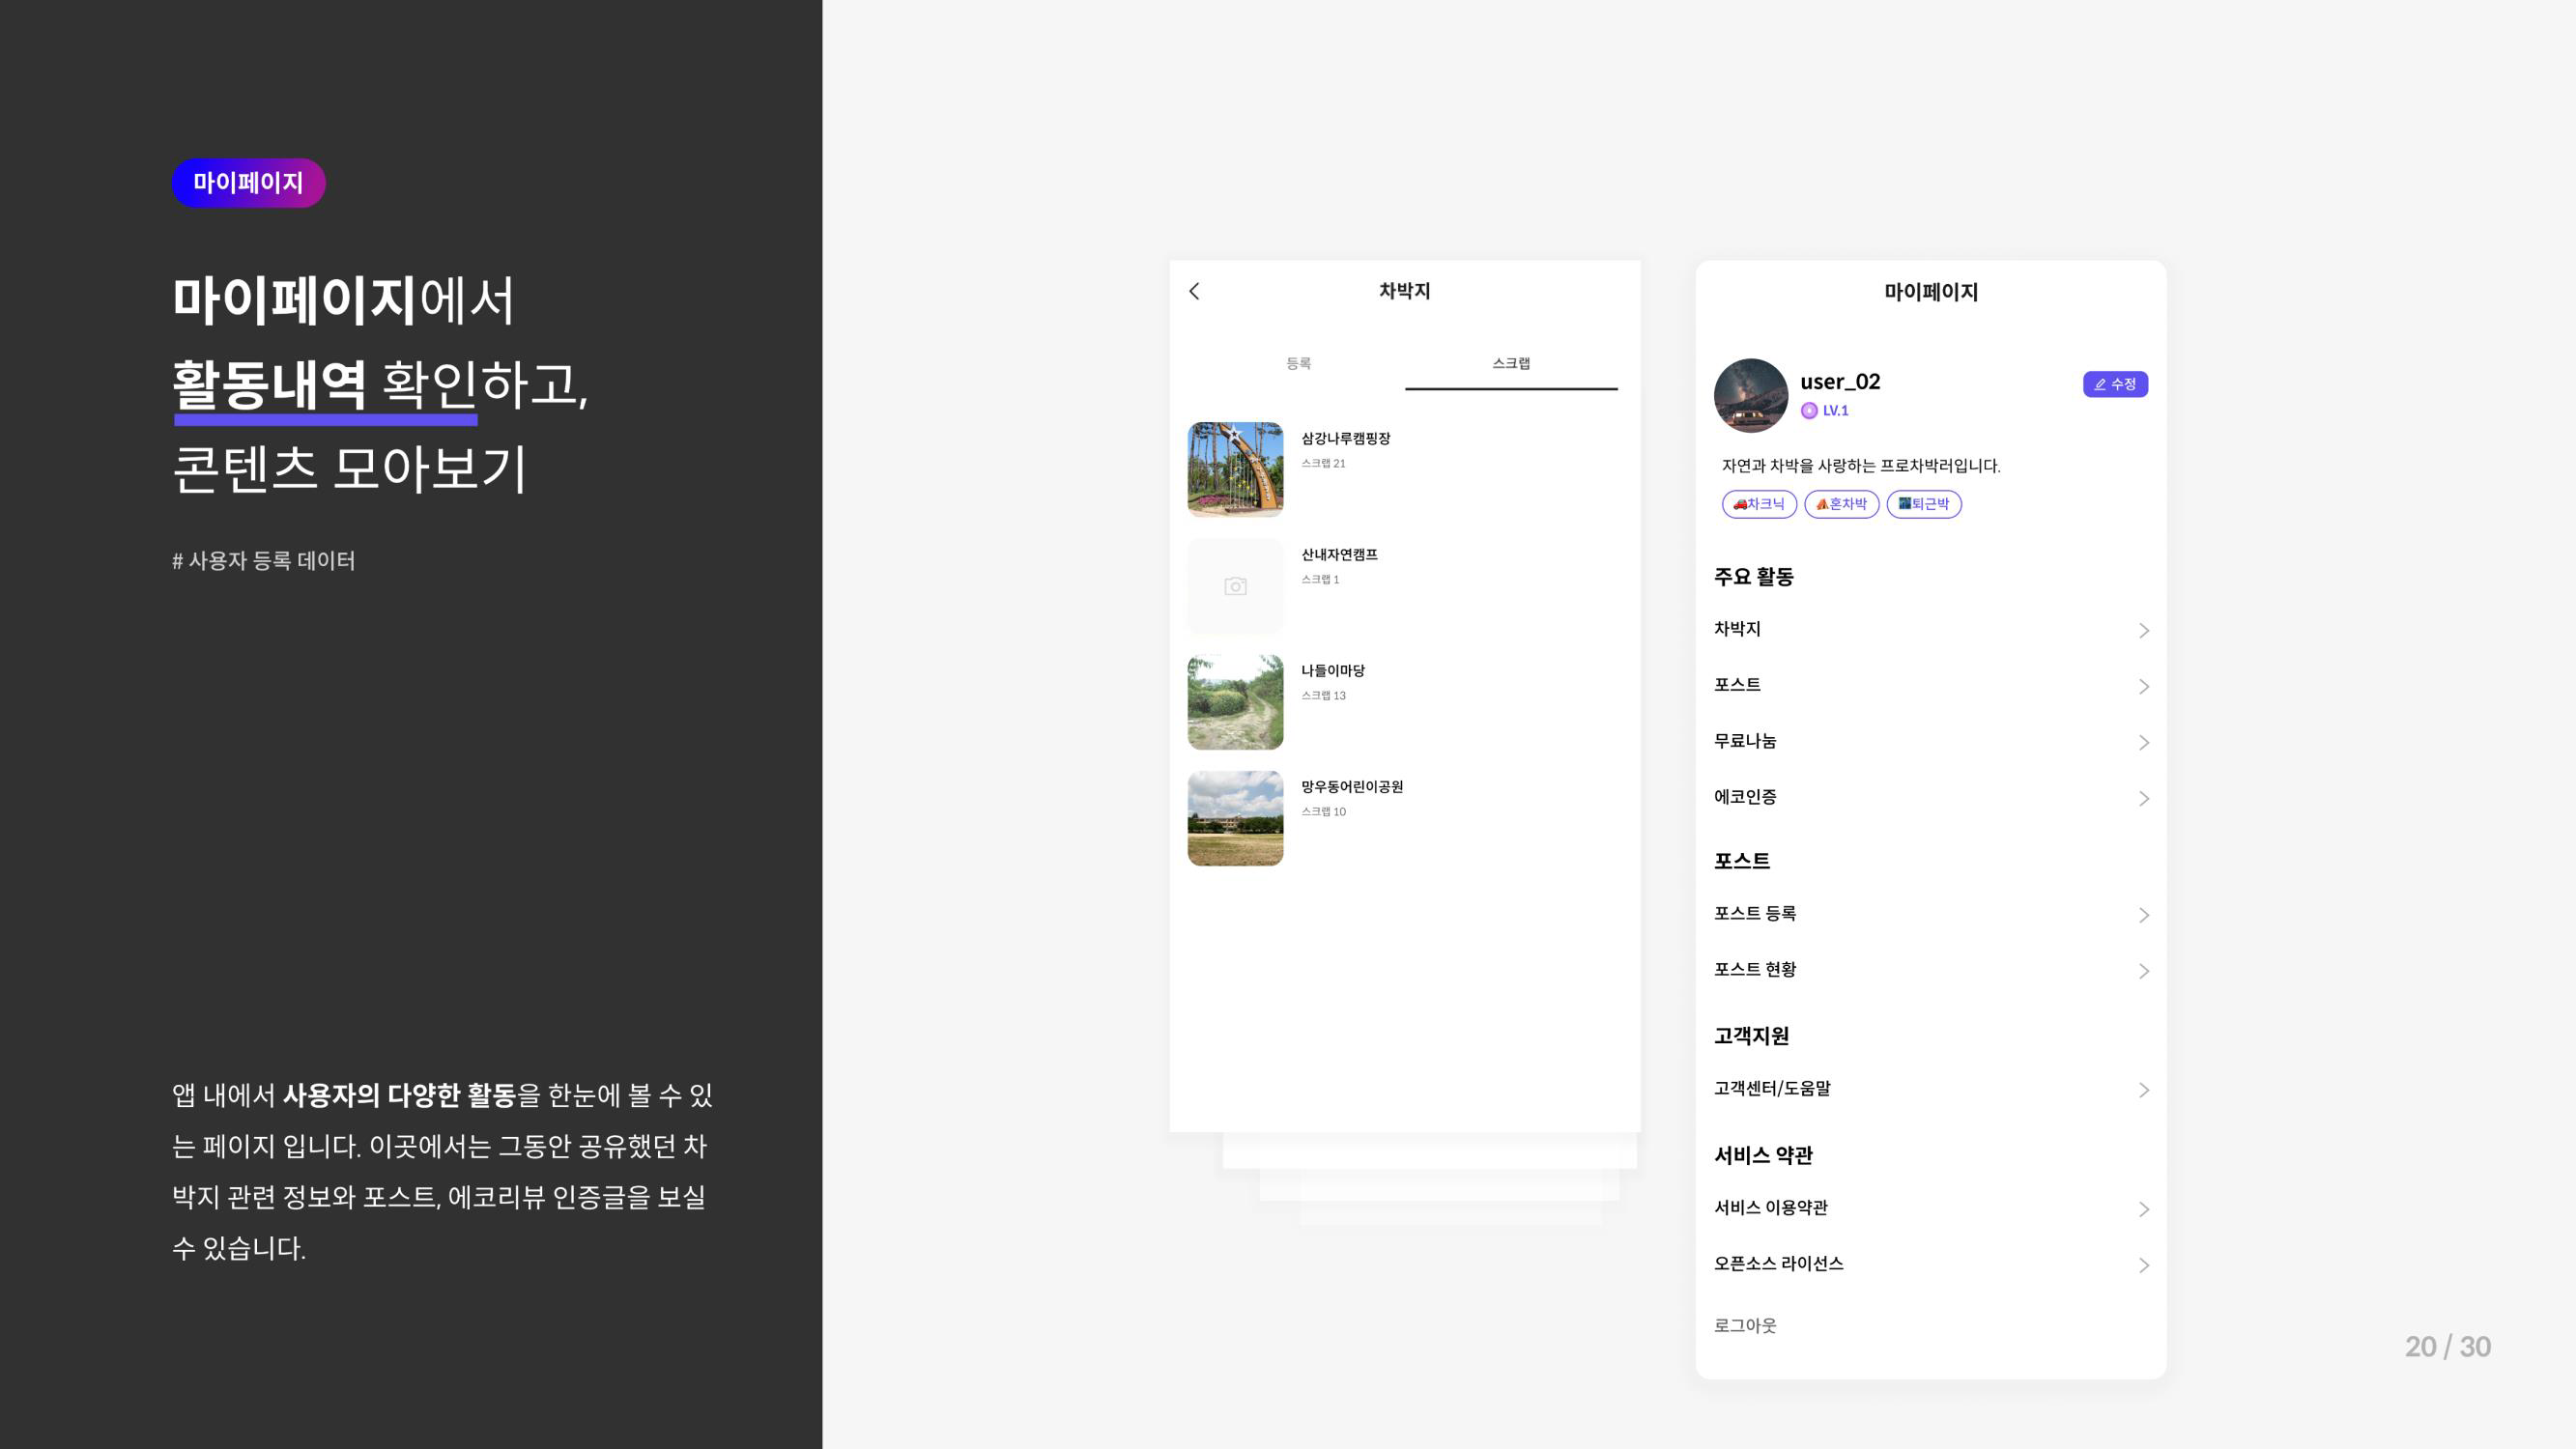 마이페이지
마이페이지에서
활동내역 확인하고,
콘텐츠 모아보기
# 사용자 등록 데이터
앱 내에서 사용자의 다양한 활동을 한눈에 볼 수 있
는 페이지 입니다. 이곳에서는 그동안 공유했던 차
박지 관련 정보와 포스트, 에코리뷰 인증글을 보실
수 있습니다.
차박지
등록
스크랩
삼강나루캠핑장
스크랩 21
산내자연캠프
스크랩 1
나들이마당
스크랩 13
망우동어린이공원
스크랩 10
마이페이지
user_02
LV.1
수정
자연과 차박을 사랑하는 프로차박러입니다.
🚗차크닉 ⛺혼차박 🌃퇴근박
주요 활동
차박지
포스트
무료나눔
에코인증
포스트
포스트 등록
포스트 현황
고객지원
고객센터/도움말
서비스 약관
서비스 이용약관
오픈소스 라이선스
로그아웃
20 / 30